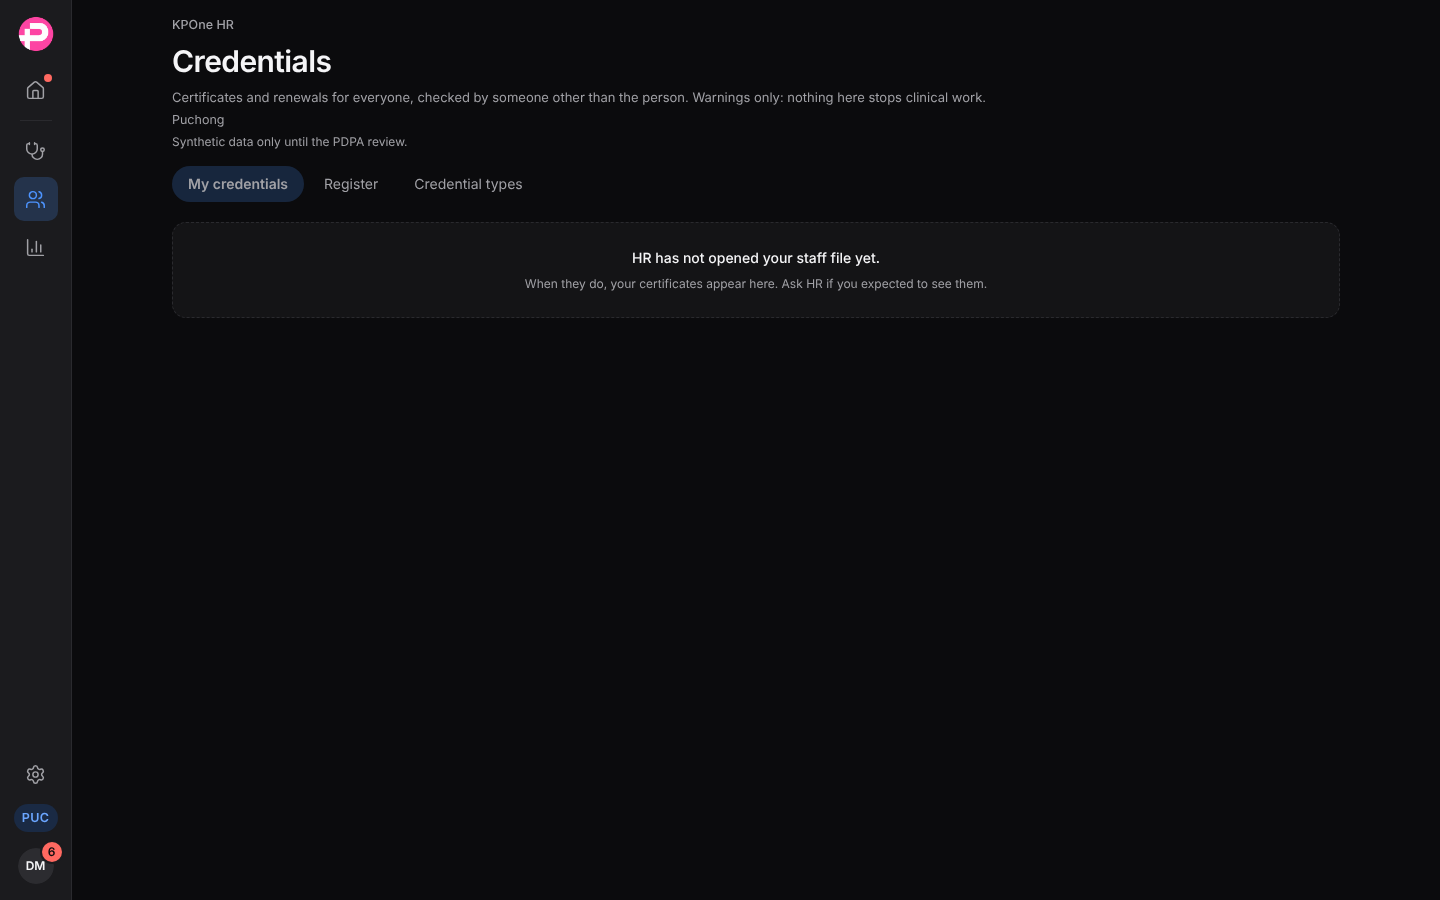 KPOne HR
Credentials
Certificates and renewals for everyone, checked by someone other than the person. Warnings only: nothing here stops clinical work.
Puchong
Synthetic data only until the PDPA review.
My credentials
Register
Credential types
HR has not opened your staff file yet.
When they do, your certificates appear here. Ask HR if you expected to see them.
PUC
6
DM